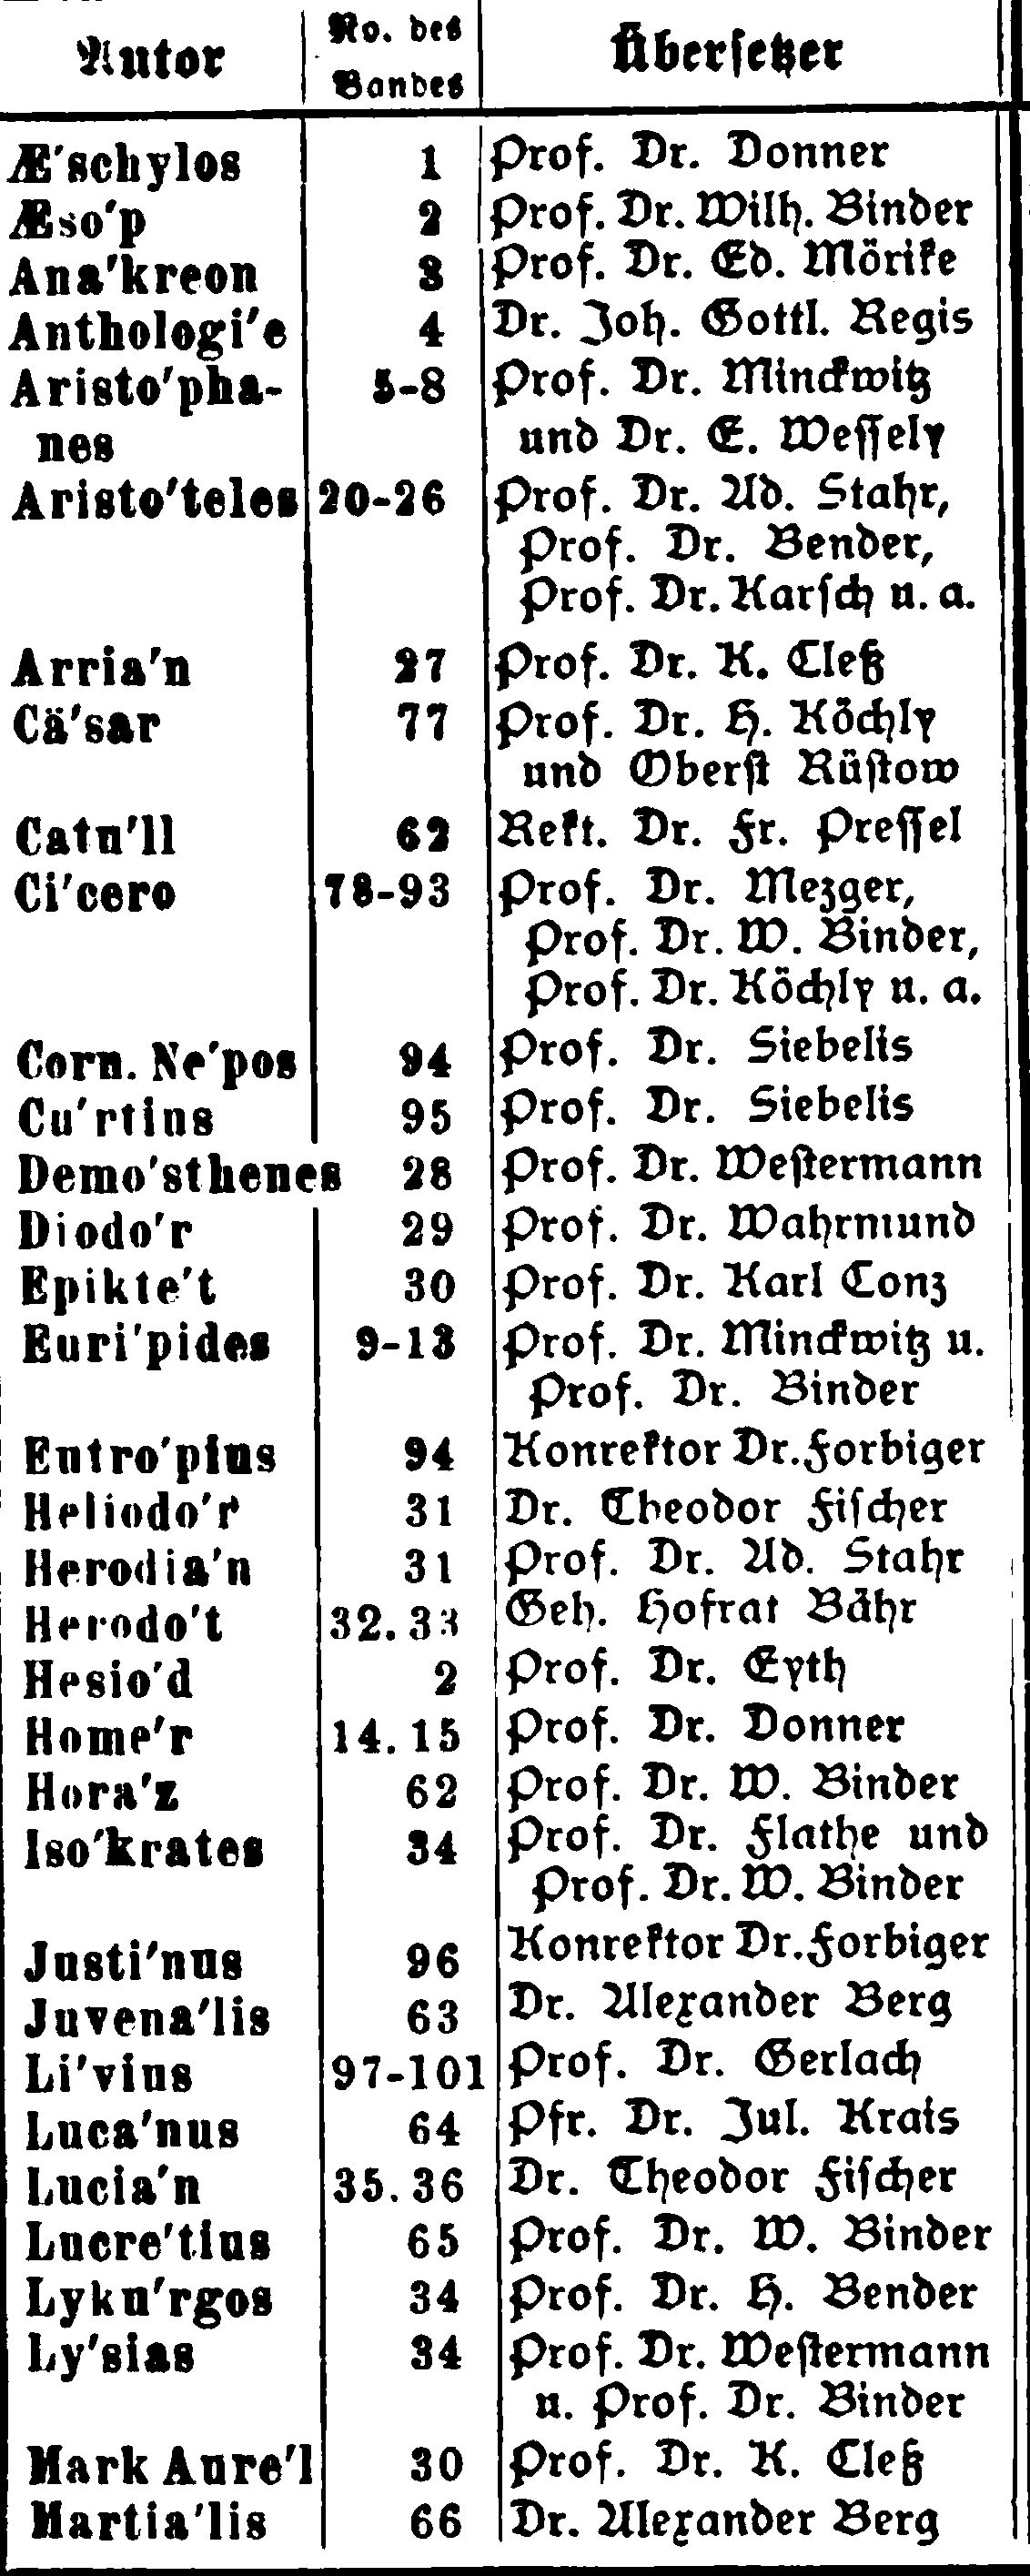 Autor No. des Bandes Übersetzer
Æ'schylos 1 Prof. Dr. Donner
Æso'p 2 Prof. Dr. Wilh. Binder
Ana'kreon 3 Prof. Dr. Ed. Mörike
Anthologi'e 4 Dr. Joh. Gottl. Regis
Aristo'pha- 5-8 Prof. Dr. Minckwitz
nes und Dr. E. Wessely
Aristo'teles 20-26 Prof. Dr. Ad. Stahr,
Prof. Dr. Bender,
Prof. Dr. Karsch u. a.
Arria'n 27 Prof. Dr. K. Cleß
Cä'sar 77 Prof. Dr. H. Köchly
und Oberst Rüstow
Catu'll 62 Rekt. Dr. Fr. Pressel
Ci'cero 78-93 Prof. Dr. Mezger,
Prof. Dr. W. Binder,
Prof. Dr. Köchly u. a.
Corn. Ne'pos 94 Prof. Dr. Siebelis
Cu'rtius 95 Prof. Dr. Siebelis
Demo'sthenes 28 Prof. Dr. Westermann
Diodo'r 29 Prof. Dr. Wahrmund
Epikte't 30 Prof. Dr. Karl Conz
Euri'pides 9-13 Prof. Dr. Minckwitz u.
Prof. Dr. Binder
Eutro'pius 94 Konrektor Dr. Forbiger
Heliodo'r 31 Dr. Theodor Fischer
Herodia'n 31 Prof. Dr. Ad. Stahr
Herodo't 32. 33 Geh. Hofrat Bähr
Hesio'd 2 Prof. Dr. Eyth
Home'r 14. 15 Prof. Dr. Donner
Hora'z 62 Prof. Dr. W. Binder
Iso'krates 34 Prof. Dr. Flathe und
Prof. Dr. W. Binder
Justi'nus 96 Konrektor Dr. Forbiger
Juvena'lis 63 Dr. Alexander Berg
Li'vius 97-101 Prof. Dr. Gerlach
Luca'nus 64 Pfr. Dr. Jul. Krais
Lucia'n 35. 36 Dr. Theodor Fischer
Lucre'tius 65 Prof. Dr. W. Binder
Lyku'rgos 34 Prof. Dr. H. Bender
Ly'sias 34 Prof. Dr. Westermann
u. Prof. Dr. Binder
Mark Aure'l 30 Prof. Dr. K. Cleß
Martia'lis 66 Dr. Alexander Berg